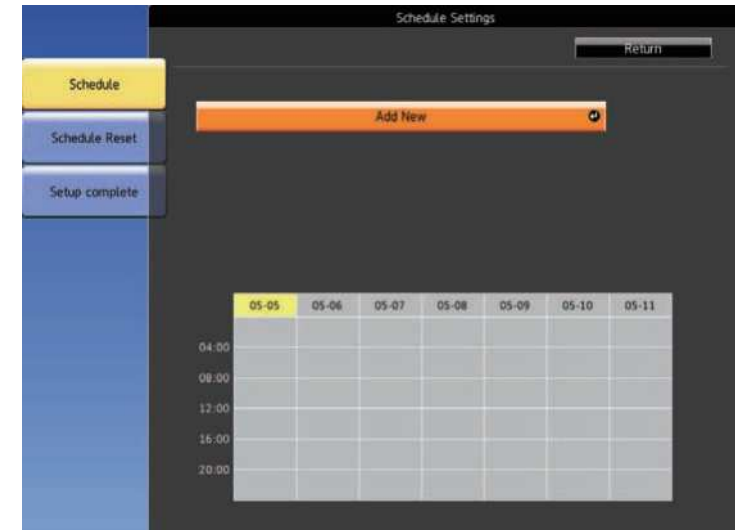 Schedule Settings
Return
Schedule
Schedule Reset
Setup complete
Add New
05-05 05-06 05-07 05-08 05-09 05-10 05-11
04:00
08:00
12:00
16:00
20:00